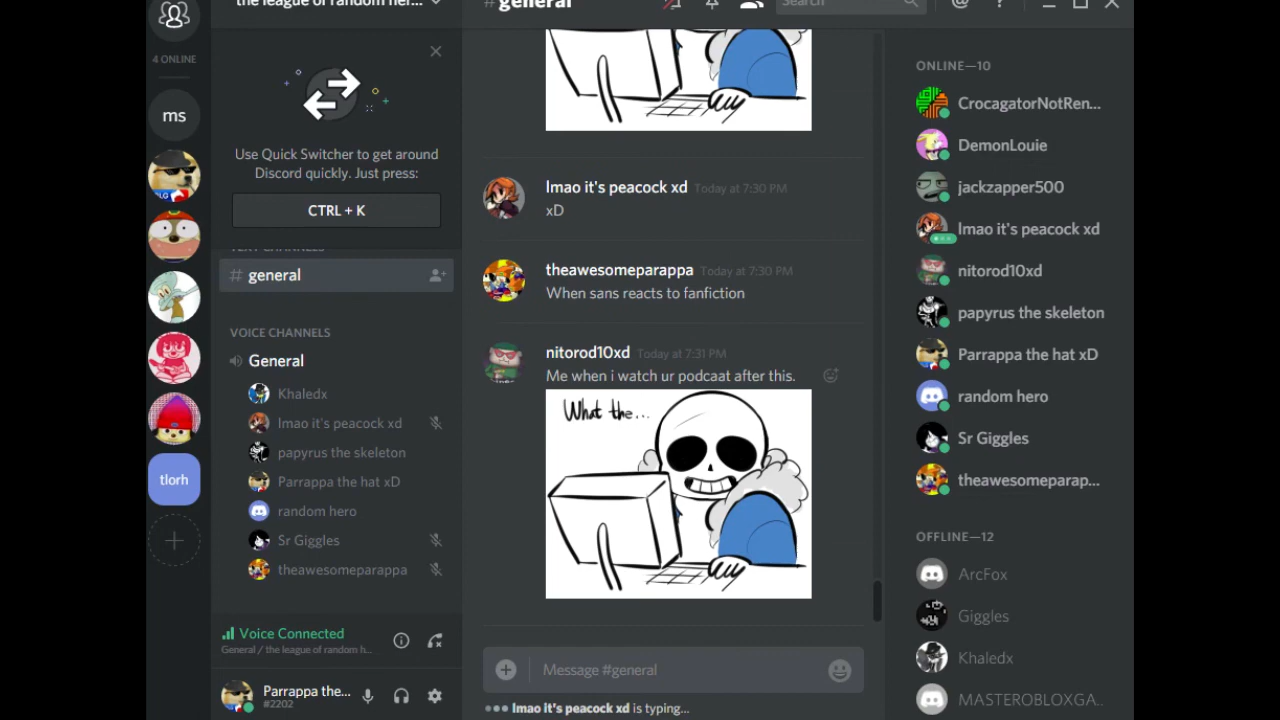 the league of random her...
#general
Search
4 ONLINE
ms
Use Quick Switcher to get around
Discord quickly. Just press:
CTRL + K
TEXT CHANNELS
# general
VOICE CHANNELS
General
Khaledx
lmao it's peacock xd
papyrus the skeleton
Parrappa the hat xD
random hero
Sr Giggles
theawesomeparappa
tlorh
Voice Connected
General / the league of random h...
Parrappa the...
#2202
lmao it's peacock xd Today at 7:30 PM
xD
theawesomeparappa Today at 7:30 PM
When sans reacts to fanfiction
nitorod10xd Today at 7:31 PM
Me when i watch ur podcaat after this.
What the...
Message #general
lmao it's peacock xd is typing...
ONLINE—10
CrocagatorNotRen...
DemonLouie
jackzapper500
lmao it's peacock xd
nitorod10xd
papyrus the skeleton
Parrappa the hat xD
random hero
Sr Giggles
theawesomeparap...
OFFLINE—12
ArcFox
Giggles
Khaledx
MASTEROBLOXGA..